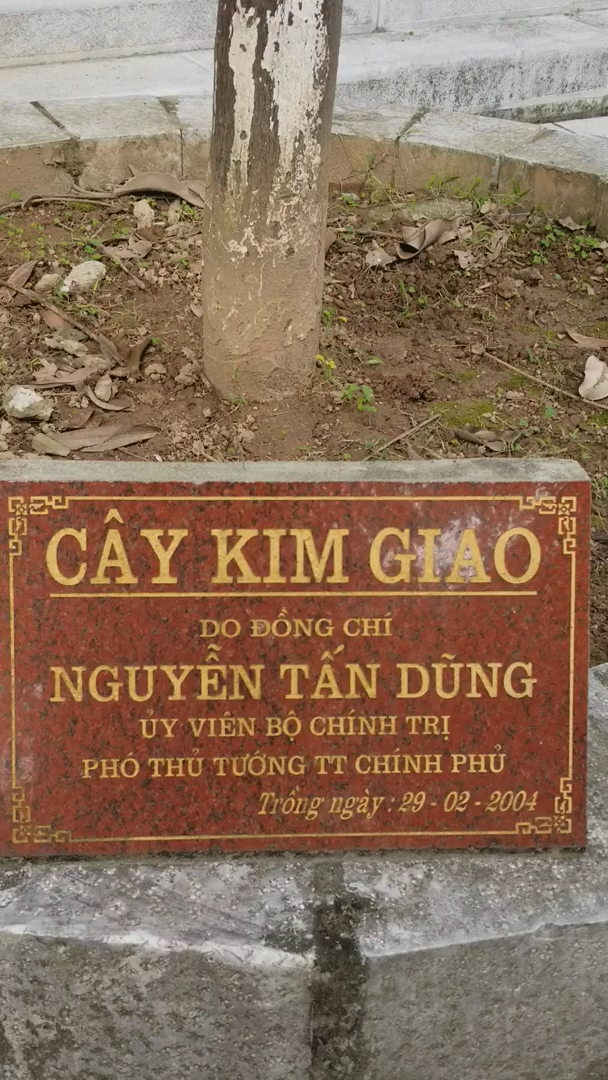 CÂY KIM GIAO
DO ĐỒNG CHÍ
NGUYỄN TẤN DŨNG
ỦY VIÊN BỘ CHÍNH TRỊ
PHÓ THỦ TƯỚNG TT CHÍNH PHỦ
Trồng ngày : 29 - 02 - 2004